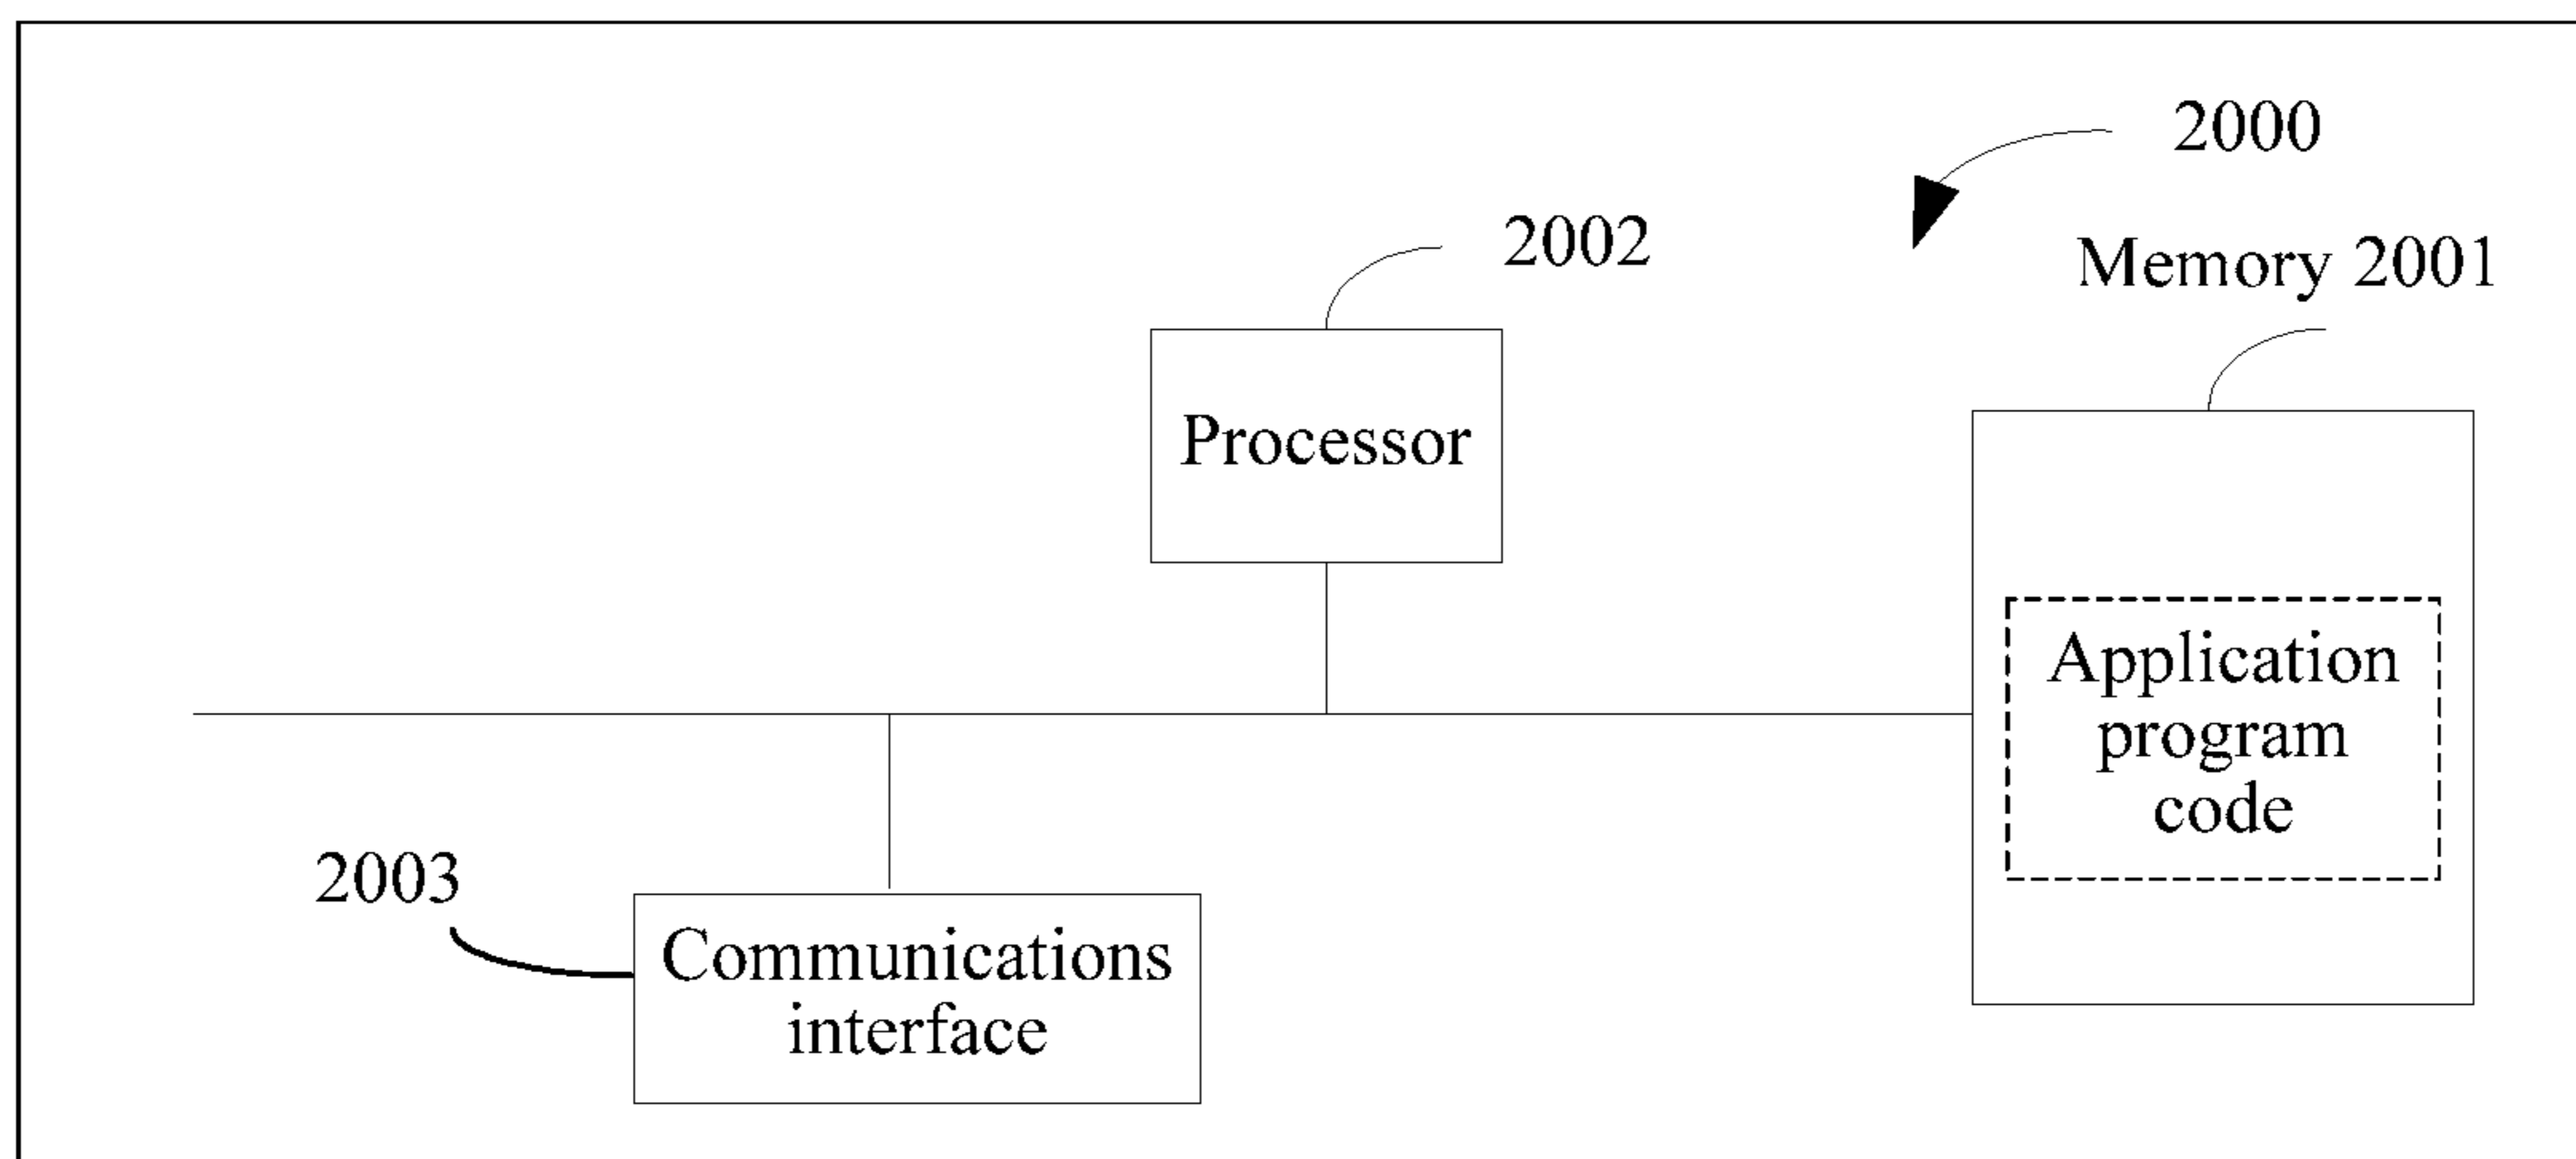 2000
2002
Memory 2001
Processor
Application
program
code
2003
Communications
interface